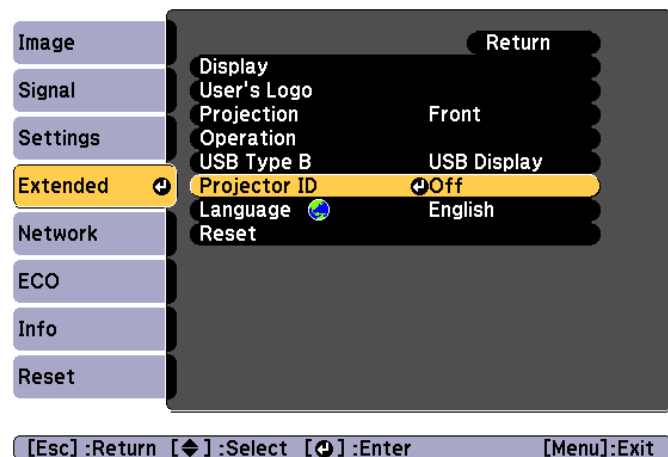 Image
Signal
Settings
Extended
Network
ECO
Info
Reset
Return
Display
User's Logo
Projection Front
Operation
USB Type B USB Display
Projector ID Off
Language English
Reset
[Esc] :Return [◆] :Select [↵] :Enter [Menu]:Exit